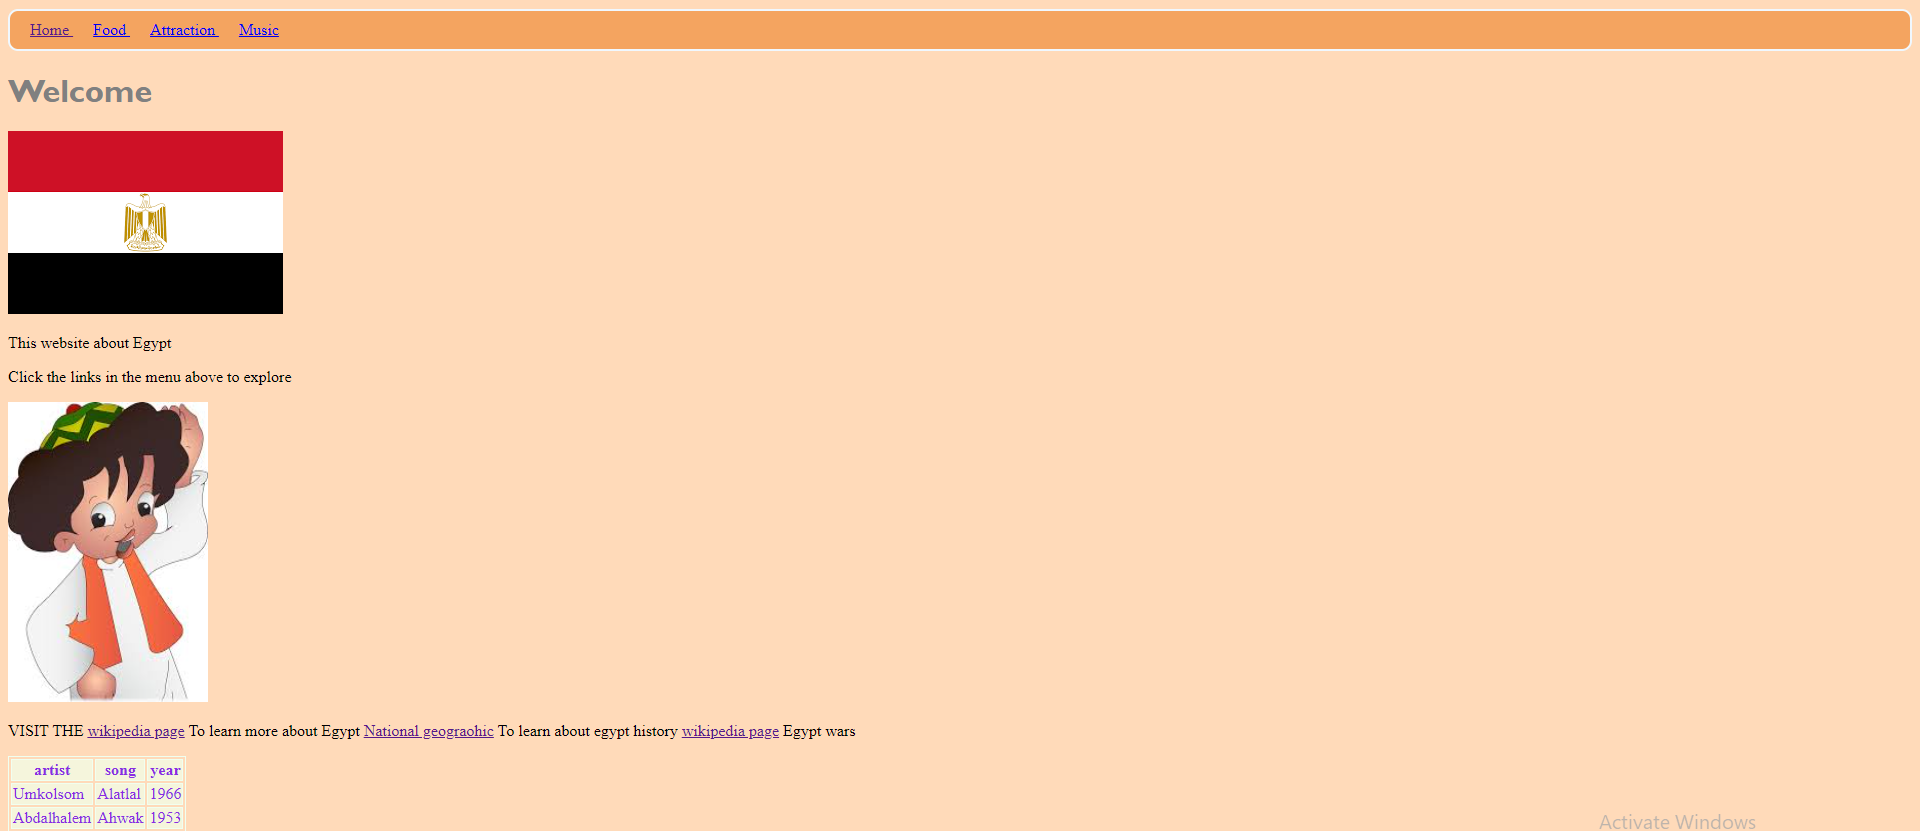 Home Food Attraction Music
Welcome
This website about Egypt
Click the links in the menu above to explore
VISIT THE wikipedia page To learn more about Egypt National geograohic To learn about egypt history wikipedia page Egypt wars
artist song year
Umkolsom Alatlal 1966
Abdalhalem Ahwak 1953
Activate Windows